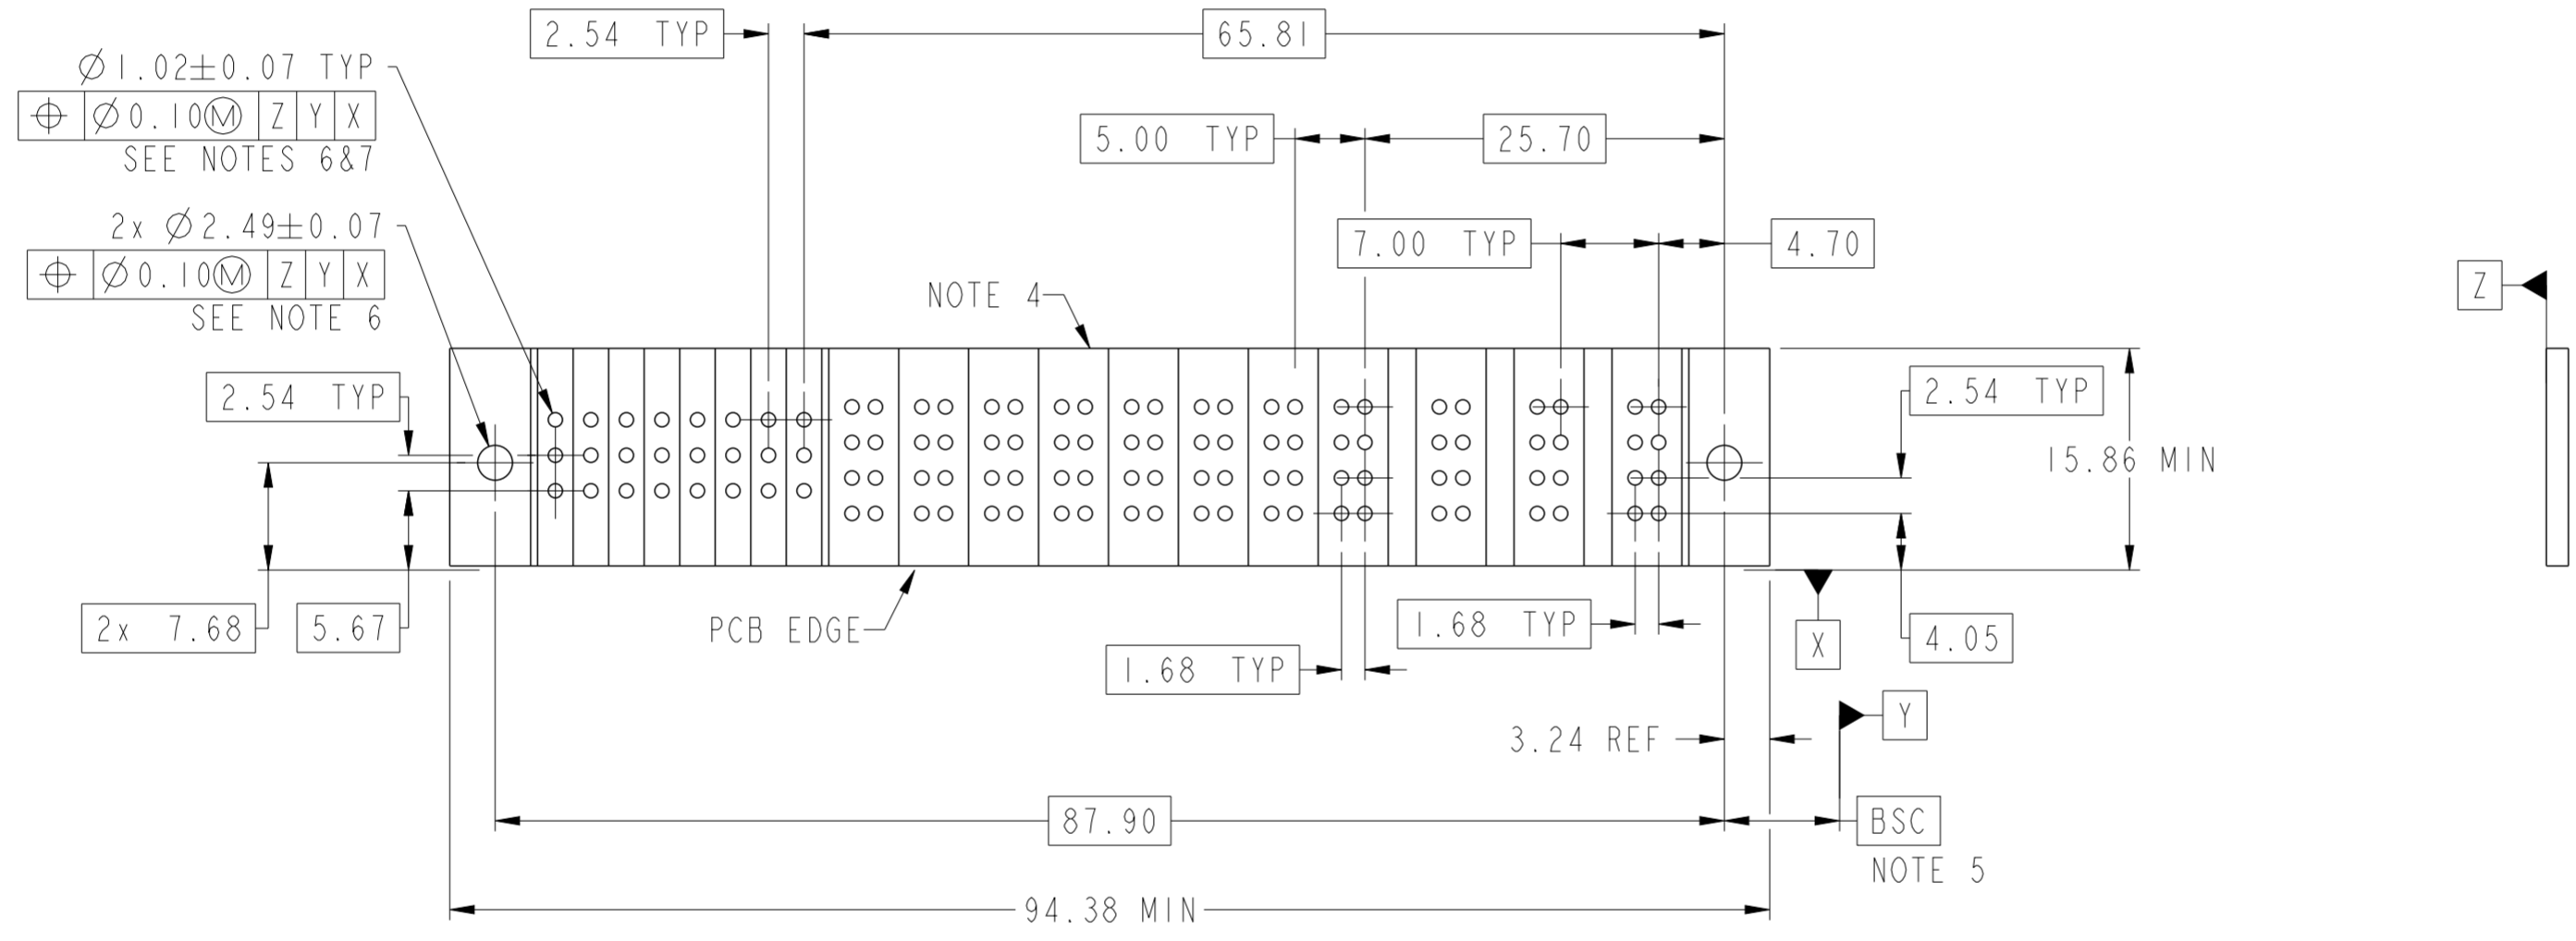 2.54 TYP
65.81
Ø1.02±0.07 TYP
⌖ Ø0.10Ⓜ Z Y X
SEE NOTES 6&7
5.00 TYP
25.70
2x Ø2.49±0.07
⌖ Ø0.10Ⓜ Z Y X
SEE NOTE 6
7.00 TYP
4.70
NOTE 4
Z
2.54 TYP
2.54 TYP
15.86 MIN
2x 7.68
5.67
PCB EDGE
1.68 TYP
X
4.05
1.68 TYP
3.24 REF
Y
87.90
BSC
NOTE 5
94.38 MIN